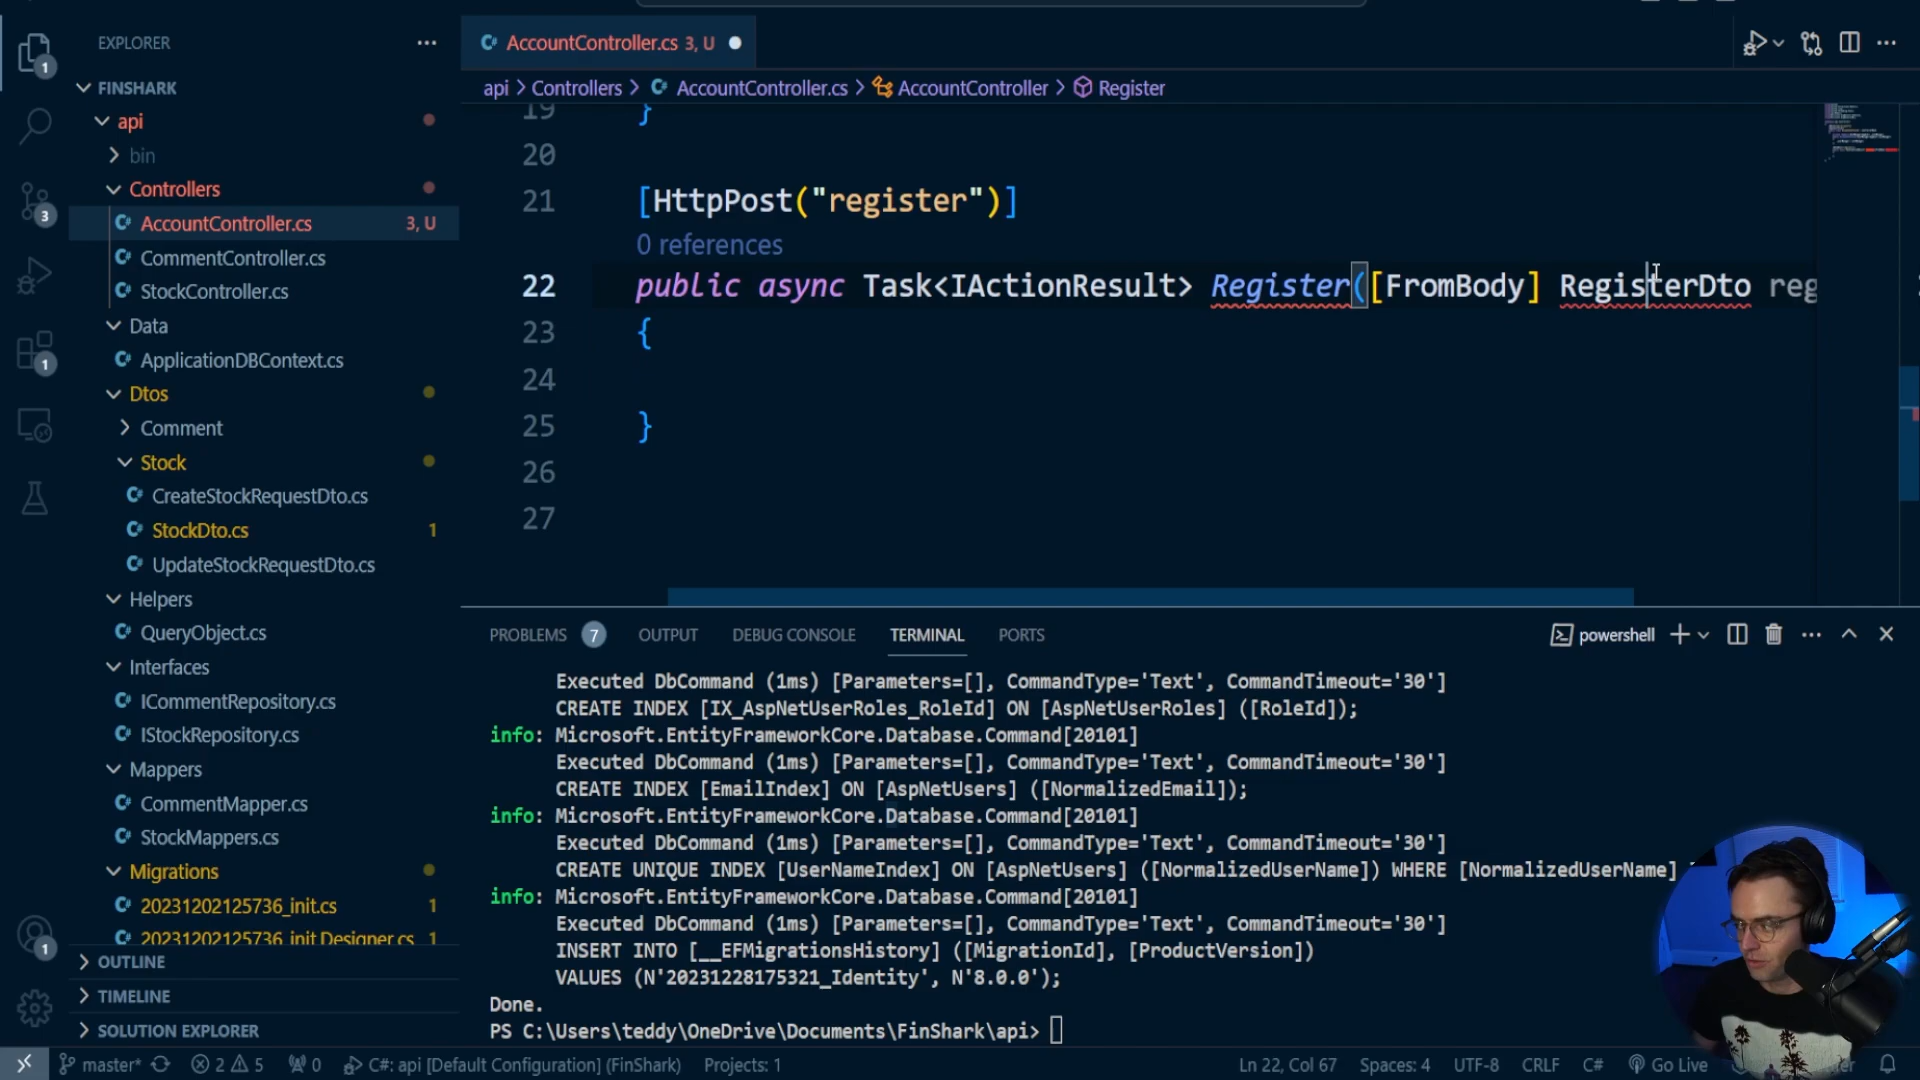 EXPLORER
FINSHARK
api
bin
Controllers
AccountController.cs 3, U
CommentController.cs
StockController.cs
Data
ApplicationDBContext.cs
Dtos
Comment
Stock
CreateStockRequestDto.cs
StockDto.cs 1
UpdateStockRequestDto.cs
Helpers
QueryObject.cs
Interfaces
ICommentRepository.cs
IStockRepository.cs
Mappers
CommentMapper.cs
StockMappers.cs
Migrations
20231202125736_init.cs 1
20231202125736_init.Designer.cs 1
OUTLINE
TIMELINE
SOLUTION EXPLORER
1
3
1
1
AccountController.cs 3, U
api > Controllers > AccountController.cs > AccountController > Register
19 }
20
21 [HttpPost("register")]
0 references
22 public async Task<IActionResult> Register([FromBody] RegisterDto reg
23 {
24
25 }
26
27
PROBLEMS 7 OUTPUT DEBUG CONSOLE TERMINAL PORTS powershell
Executed DbCommand (1ms) [Parameters=[], CommandType='Text', CommandTimeout='30']
CREATE INDEX [IX_AspNetUserRoles_RoleId] ON [AspNetUserRoles] ([RoleId]);
info: Microsoft.EntityFrameworkCore.Database.Command[20101]
Executed DbCommand (1ms) [Parameters=[], CommandType='Text', CommandTimeout='30']
CREATE INDEX [EmailIndex] ON [AspNetUsers] ([NormalizedEmail]);
info: Microsoft.EntityFrameworkCore.Database.Command[20101]
Executed DbCommand (1ms) [Parameters=[], CommandType='Text', CommandTimeout='30']
CREATE UNIQUE INDEX [UserNameIndex] ON [AspNetUsers] ([NormalizedUserName]) WHERE [NormalizedUserName]
info: Microsoft.EntityFrameworkCore.Database.Command[20101]
Executed DbCommand (1ms) [Parameters=[], CommandType='Text', CommandTimeout='30']
INSERT INTO [__EFMigrationsHistory] ([MigrationId], [ProductVersion])
VALUES (N'20231228175321_Identity', N'8.0.0');
Done.
PS C:\Users\teddy\OneDrive\Documents\FinShark\api>
master* 2 5 0 C#: api [Default Configuration] (FinShark) Projects: 1 Ln 22, Col 67 Spaces: 4 UTF-8 CRLF C# Go Live